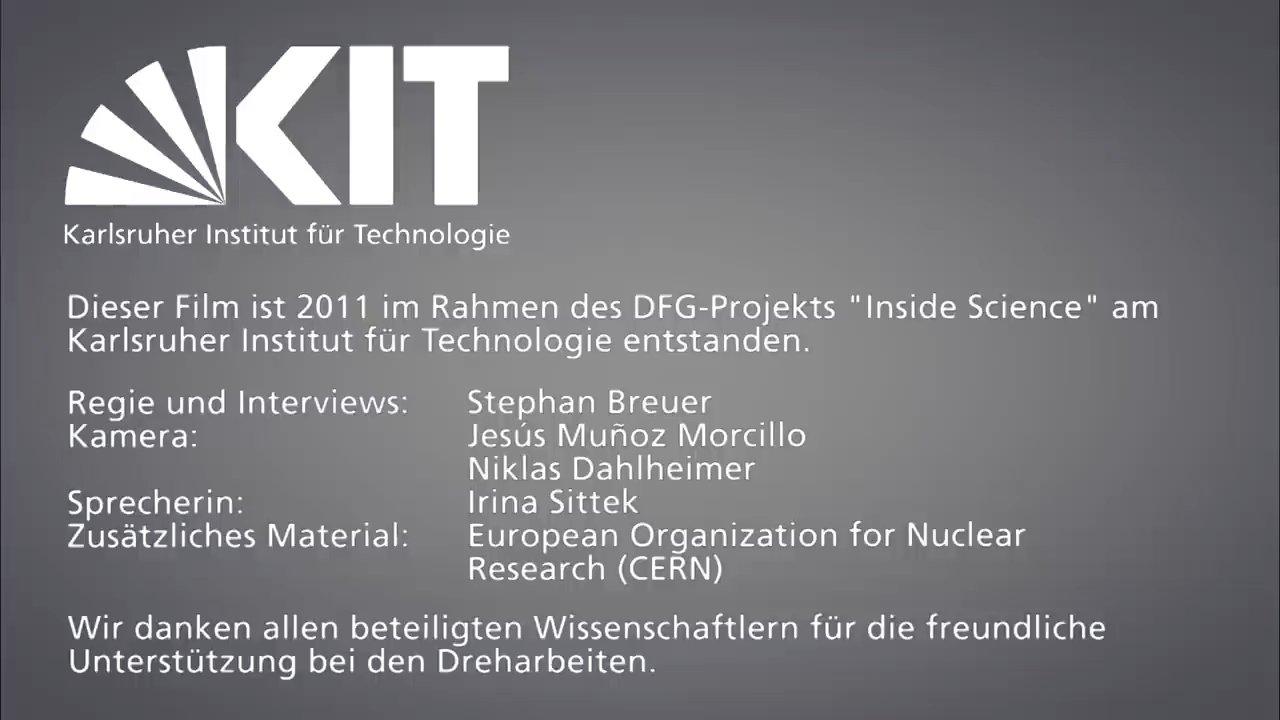 KIT
Karlsruher Institut für Technologie
Dieser Film ist 2011 im Rahmen des DFG-Projekts "Inside Science" am
Karlsruher Institut für Technologie entstanden.
Regie und Interviews: Stephan Breuer
Kamera: Jesús Muñoz Morcillo
Niklas Dahlheimer
Sprecherin: Irina Sittek
Zusätzliches Material: European Organization for Nuclear
Research (CERN)
Wir danken allen beteiligten Wissenschaftlern für die freundliche
Unterstützung bei den Dreharbeiten.